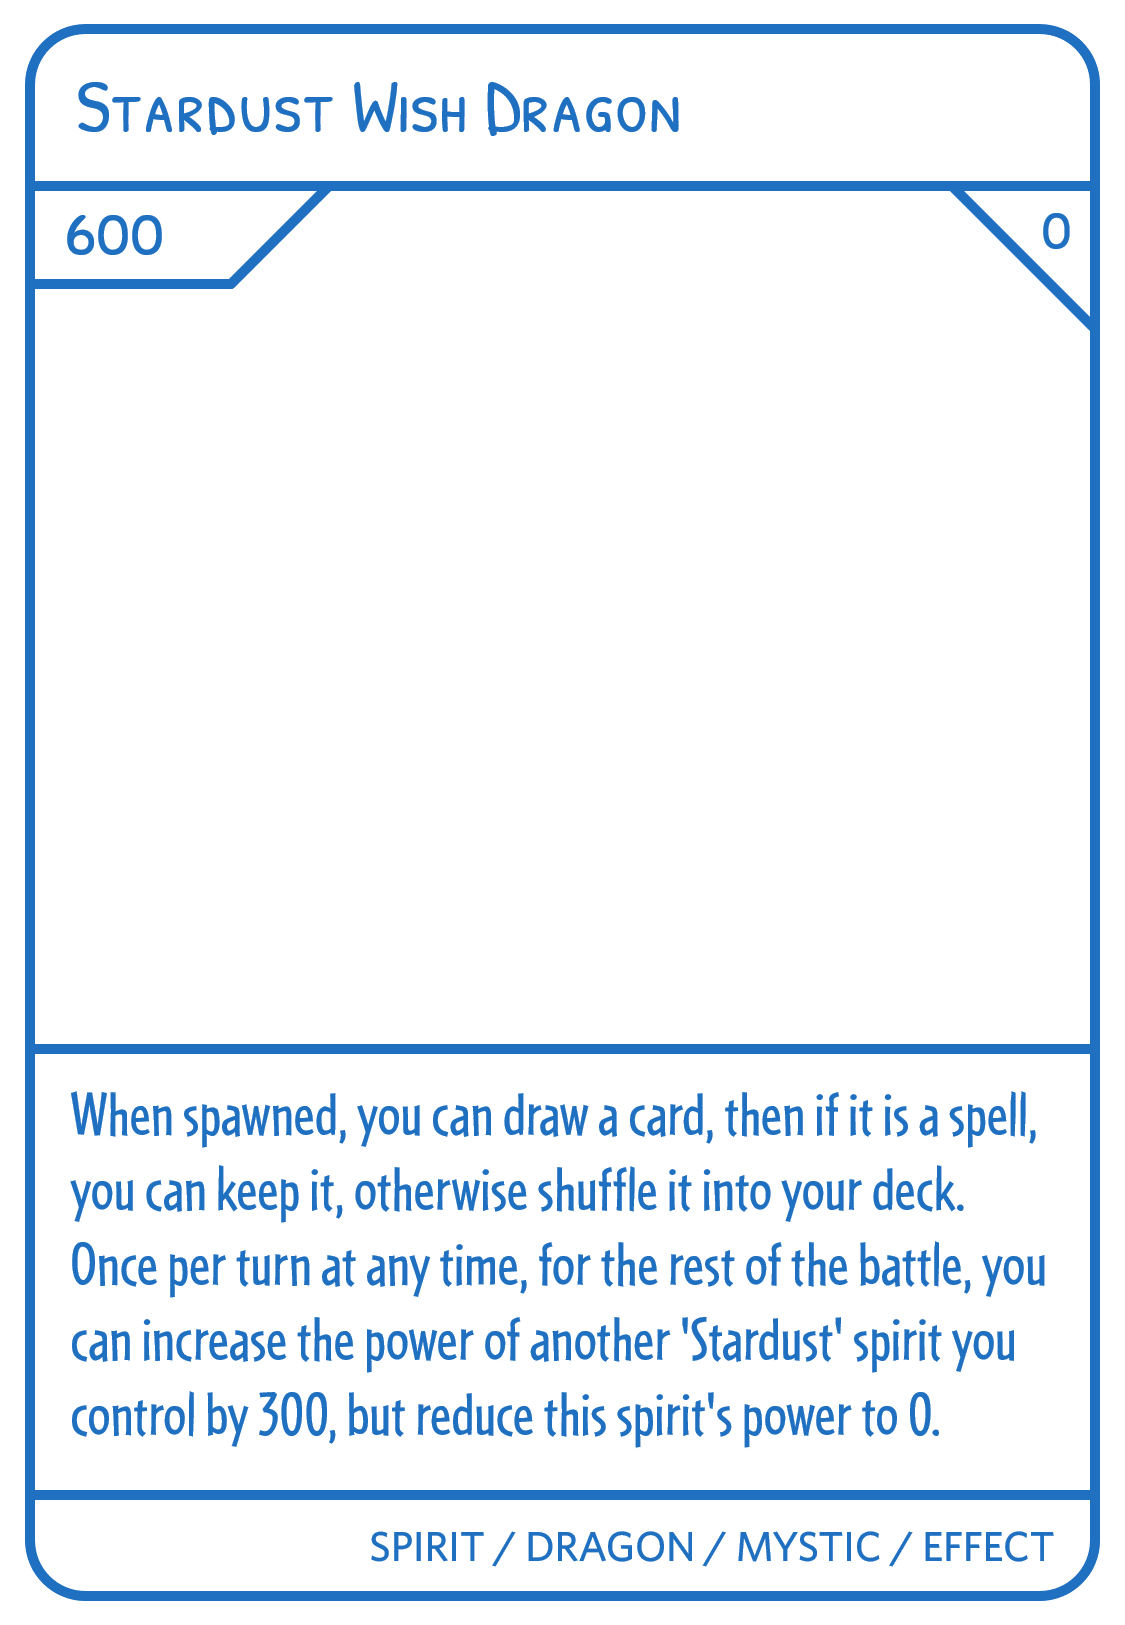 Stardust Wish Dragon
600
0
When spawned, you can draw a card, then if it is a spell,
you can keep it, otherwise shuffle it into your deck.
Once per turn at any time, for the rest of the battle, you
can increase the power of another 'Stardust' spirit you
control by 300, but reduce this spirit's power to 0.
SPIRIT / DRAGON / MYSTIC / EFFECT